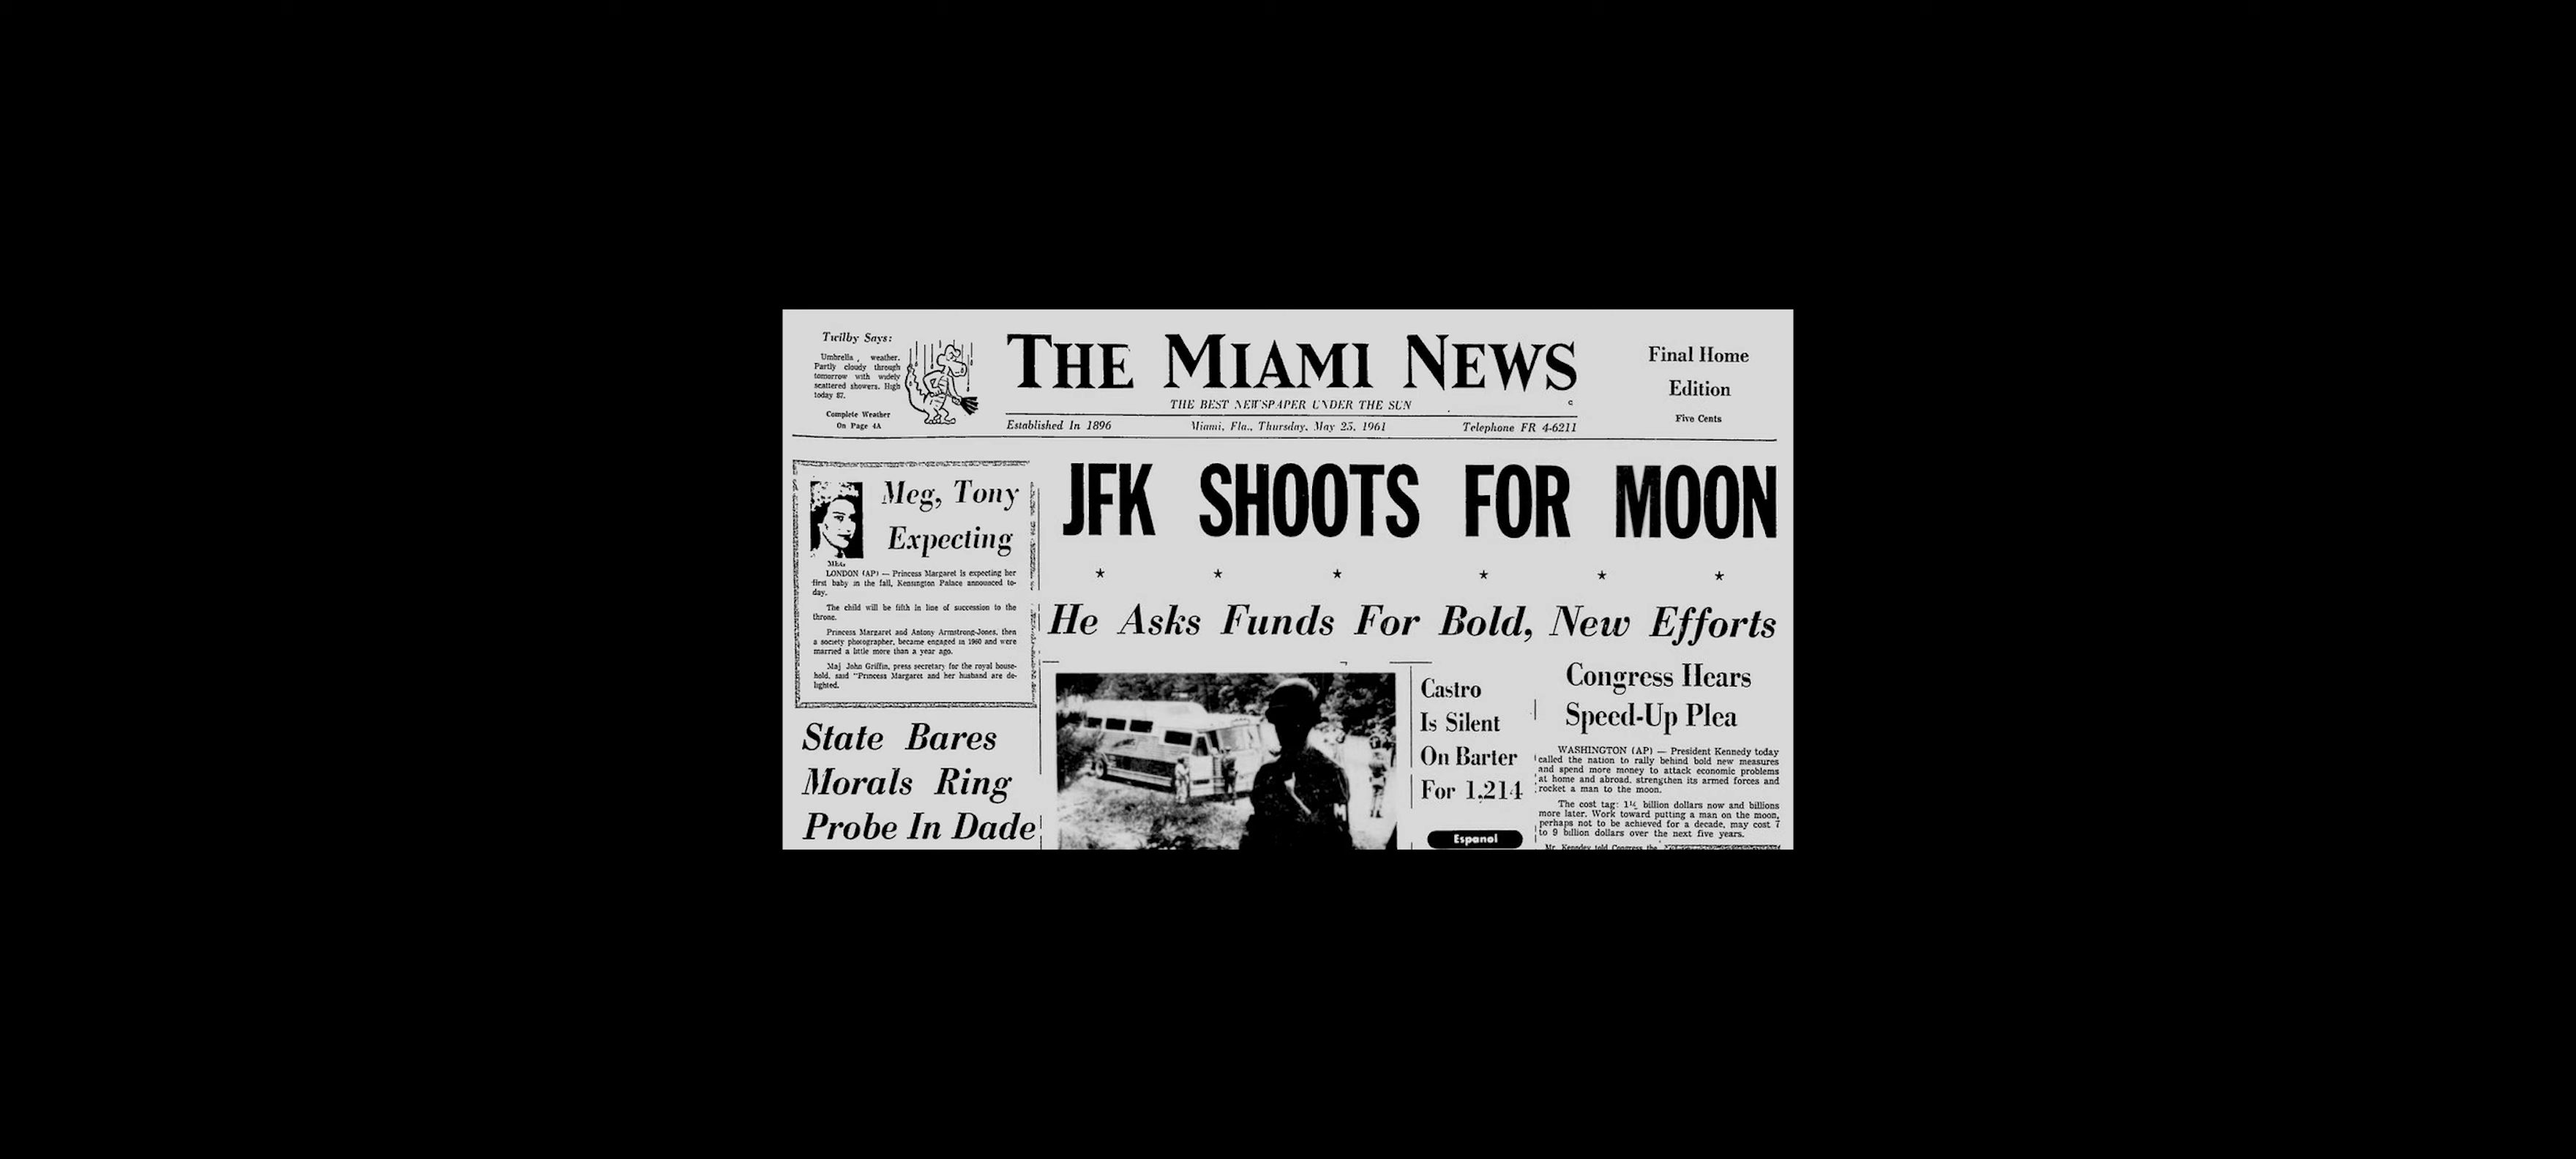 Twilby Says:
Umbrella weather.
Partly cloudy through
tomorrow with widely
scattered showers. High
today 87.
Complete Weather
On Page 4A
THE MIAMI NEWS
THE BEST NEWSPAPER UNDER THE SUN
C
Established In 1896 Miami, Fla., Thursday, May 25, 1961 Telephone FR 4-6211
Final Home
Edition
Five Cents
Meg, Tony
Expecting
MEG
LONDON (AP) — Princess Margaret is expecting her
first baby in the fall, Kensington Palace announced to-
day.
The child will be fifth in line of succession to the
throne.
Princess Margaret and Antony Armstrong-Jones, then
a society photographer, became engaged in 1960 and were
married a little more than a year ago.
Maj John Griffin, press secretary for the royal house-
hold, said "Princess Margaret and her husband are de-
lighted.
State Bares
Morals Ring
Probe In Dade
JFK SHOOTS FOR MOON
He Asks Funds For Bold, New Efforts
Castro
Is Silent
On Barter
For 1,214
Espanol
Congress Hears
Speed-Up Plea
WASHINGTON (AP) — President Kennedy today
called the nation to rally behind bold new measures
and spend more money to attack economic problems
at home and abroad, strengthen its armed forces and
rocket a man to the moon.
The cost tag: billion dollars now and billions
more later. Work toward putting a man on the moon,
perhaps not to be achieved for a decade, may cost 7
to 9 billion dollars over the next five years.
Mr. Kennedy told Congress the